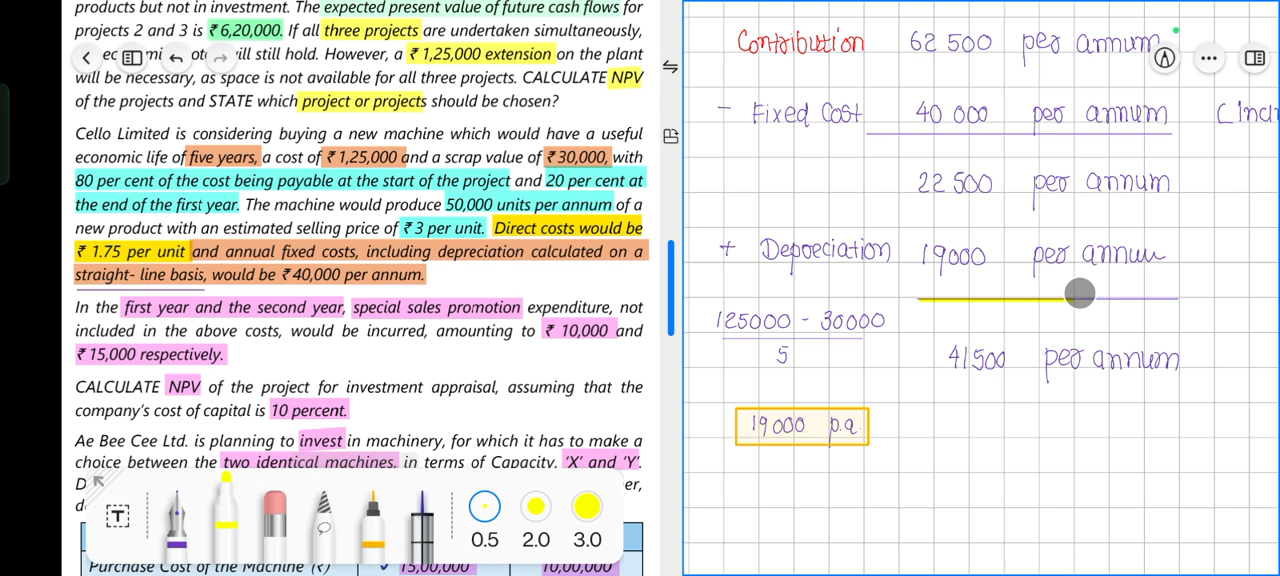 products but not in investment. The expected present value of future cash flows for
projects 2 and 3 is ₹ 6,20,000. If all three projects are undertaken simultaneously,
will still hold. However, a ₹ 1,25,000 extension on the plant
will be necessary, as space is not available for all three projects. CALCULATE NPV
of the projects and STATE which project or projects should be chosen?
Cello Limited is considering buying a new machine which would have a useful
economic life of five years, a cost of ₹ 1,25,000 and a scrap value of ₹ 30,000, with
80 per cent of the cost being payable at the start of the project and 20 per cent at
the end of the first year. The machine would produce 50,000 units per annum of a
new product with an estimated selling price of ₹ 3 per unit. Direct costs would be
₹ 1.75 per unit and annual fixed costs, including depreciation calculated on a
straight- line basis, would be ₹ 40,000 per annum.
In the first year and the second year, special sales promotion expenditure, not
included in the above costs, would be incurred, amounting to ₹ 10,000 and
₹ 15,000 respectively.
CALCULATE NPV of the project for investment appraisal, assuming that the
company's cost of capital is 10 percent.
Ae Bee Cee Ltd. is planning to invest in machinery, for which it has to make a
choice between the two identical machines, in terms of Capacity, 'X' and 'Y'.
T
0.5 2.0 3.0
Purchase Cost of the Machine (₹) 15,00,000 10,00,000
Contribution 62 500 per annum
- Fixed Cost 40 000 per annum
22 500 per annum
+ Depreciation 19000 per annum
125000 - 30000
5
41500 per annum
19000 p.a.